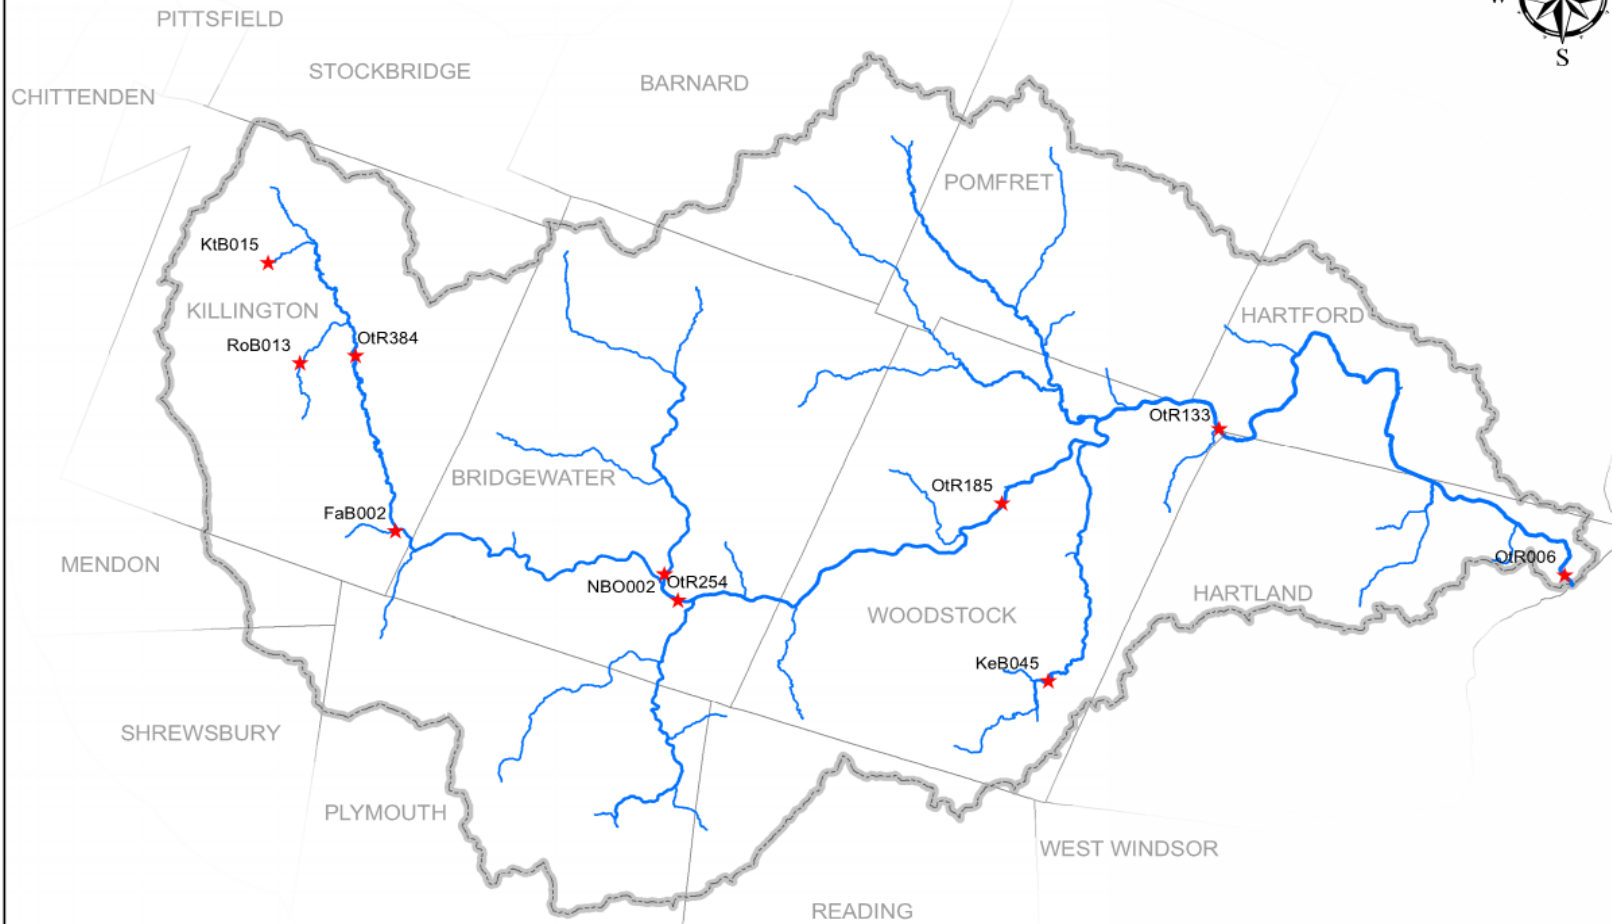 PITTSFIELD
W
S
STOCKBRIDGE
BARNARD
CHITTENDEN
POMFRET
KtB015
KILLINGTON
HARTFORD
OtR384
RoB013
OtR133
BRIDGEWATER
OtR185
FaB002
OtR006
MENDON
NBO002
OtR254
HARTLAND
WOODSTOCK
KeB045
SHREWSBURY
PLYMOUTH
WEST WINDSOR
READING